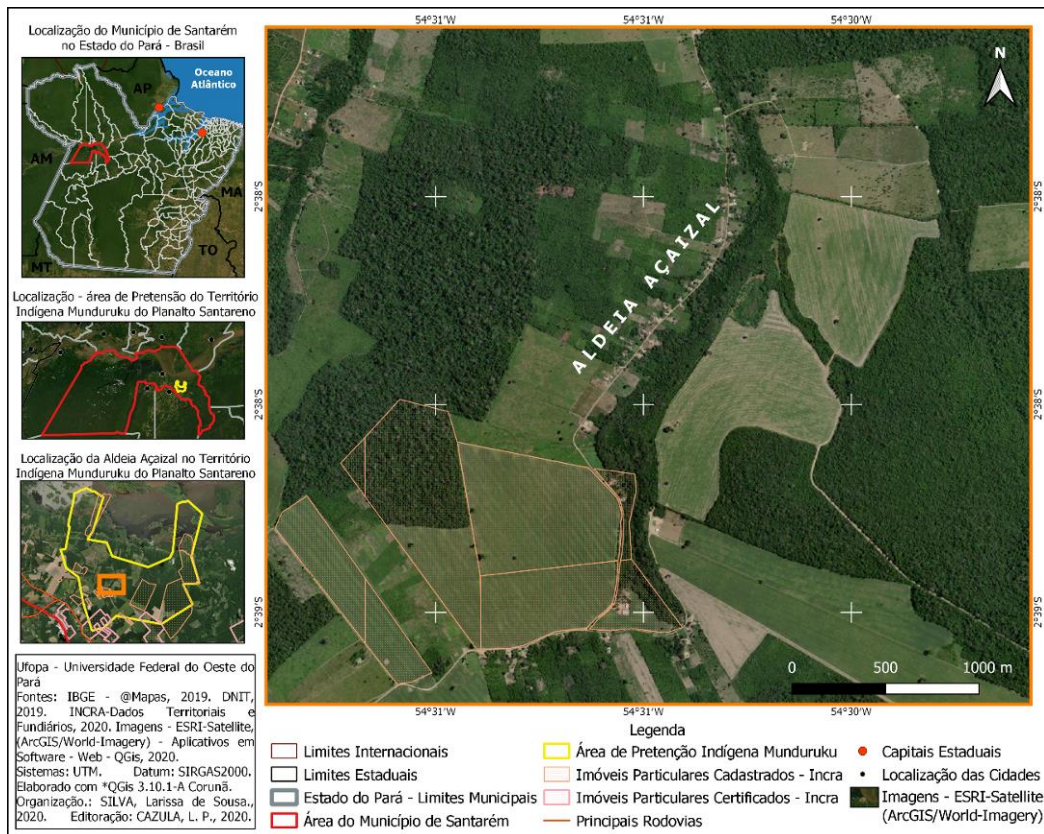 Localização do Município de Santarém
no Estado do Pará - Brasil
Oceano
Atlântico
AP
AM
MA
TO
MT
Localização - área de Pretensão do Território
Indígena Munduruku do Planalto Santareno
Localização da Aldeia Açaizal no Território
Indígena Munduruku do Planalto Santareno
Ufopa - Universidade Federal do Oeste do
Pará
Fontes: IBGE - @Mapas, 2019. DNIT,
2019. INCRA-Dados Territoriais e
Fundiários, 2020. Imagens - ESRI-Satellite,
(ArcGIS/World-Imagery) - Aplicativos em
Software - Web - QGis, 2020.
Sistemas: UTM. Datum: SIRGAS2000.
Elaborado com *QGis 3.10.1-A Corunã.
Organização.: SILVA, Larissa de Sousa.,
2020. Editoração: CAZULA, L. P., 2020.
54°31'W 54°31'W 54°30'W
N
2°38'S 2°38'S
ALDEIA AÇAIZAL
2°38'S 2°38'S
2°39'S 2°39'S
0 500 1000 m
54°31'W 54°31'W 54°30'W
Legenda
Limites Internacionais
Limites Estaduais
Estado do Pará - Limites Municipais
Área do Município de Santarém
Área de Pretenção Indígena Munduruku
Imóveis Particulares Cadastrados - Incra
Imóveis Particulares Certificados - Incra
Principais Rodovias
Capitais Estaduais
Localização das Cidades
Imagens - ESRI-Satellite
(ArcGIS/World-Imagery)